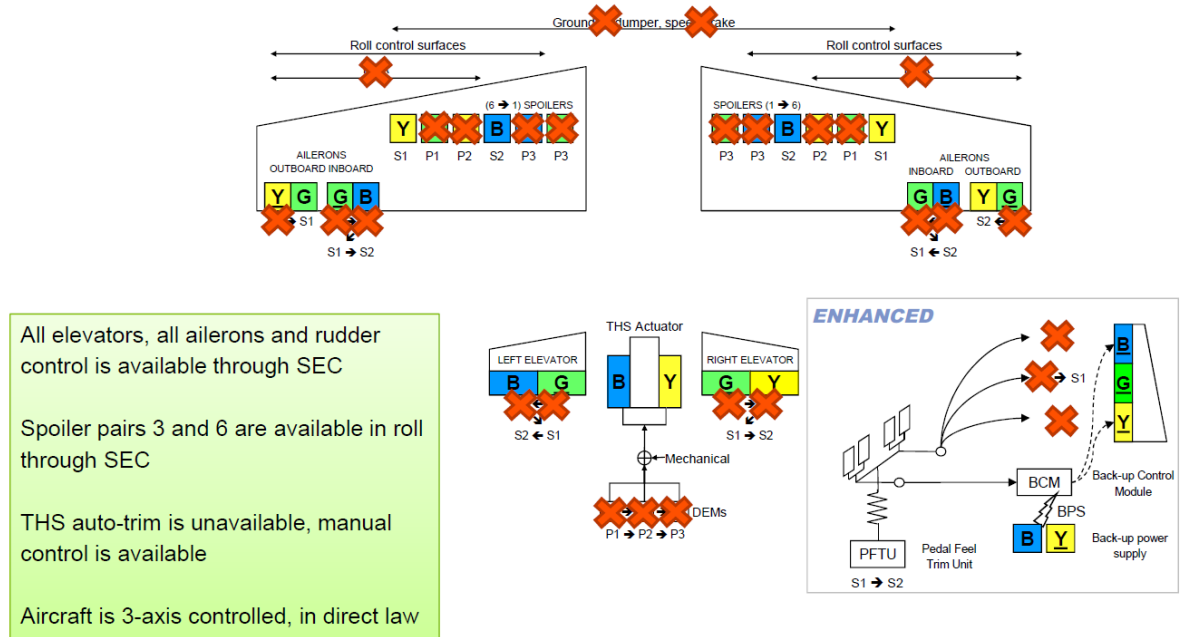 Ground dumper, speed brake
Roll control surfaces
Roll control surfaces
(6 → 1) SPOILERS
SPOILERS (1 → 6)
Y B
B Y
S1 P1 P2 S2 P3 P3
P3 P3 S2 P2 P1 S1
AILERONS
OUTBOARD INBOARD
AILERONS
INBOARD OUTBOARD
Y G G B
G B Y G
→ S1
S2 ←
S1 → S2
S1 ← S2
All elevators, all ailerons and rudder
control is available through SEC
Spoiler pairs 3 and 6 are available in roll
through SEC
THS auto-trim is unavailable, manual
control is available
Aircraft is 3-axis controlled, in direct law
THS Actuator
LEFT ELEVATOR
RIGHT ELEVATOR
B G
B Y
G Y
S2 ← S1
S1 → S2
Mechanical
DEMs
P1 → P2 → P3
ENHANCED
B
→ S1
G
Y
BCM
Back-up Control
Module
BPS
B Y
Back-up power
supply
PFTU
Pedal Feel
Trim Unit
S1 → S2